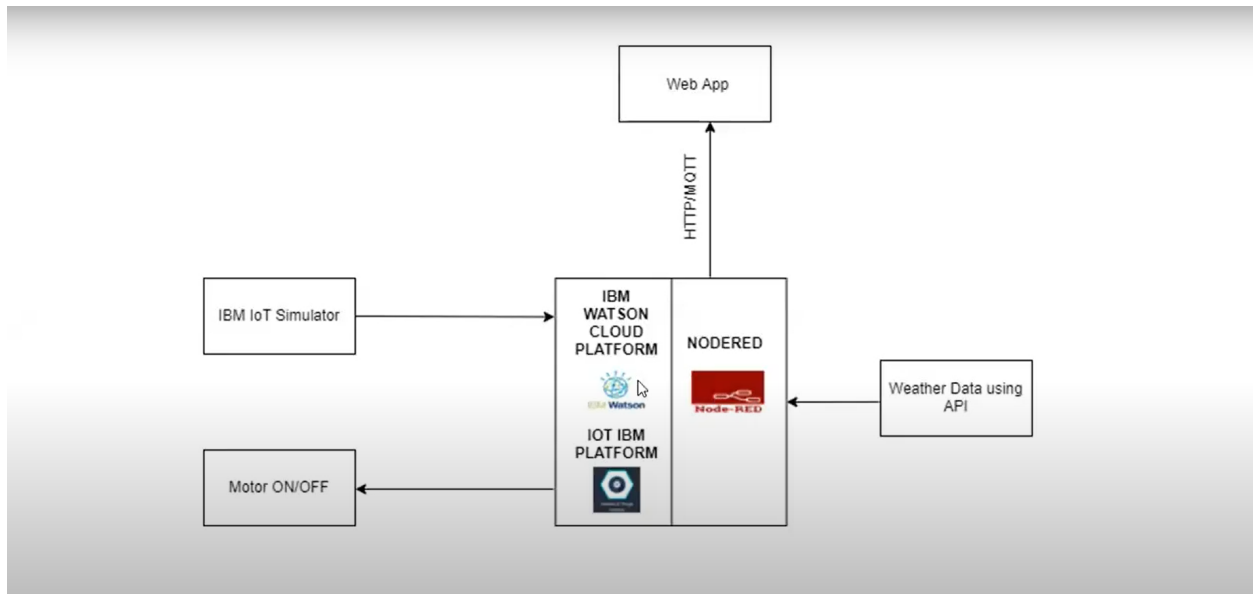 Web App
HTTP/MQTT
IBM IoT Simulator
IBM
WATSON
CLOUD
PLATFORM
NODERED
IBM Watson
Node-RED
Weather Data using
API
IOT IBM
PLATFORM
Motor ON/OFF